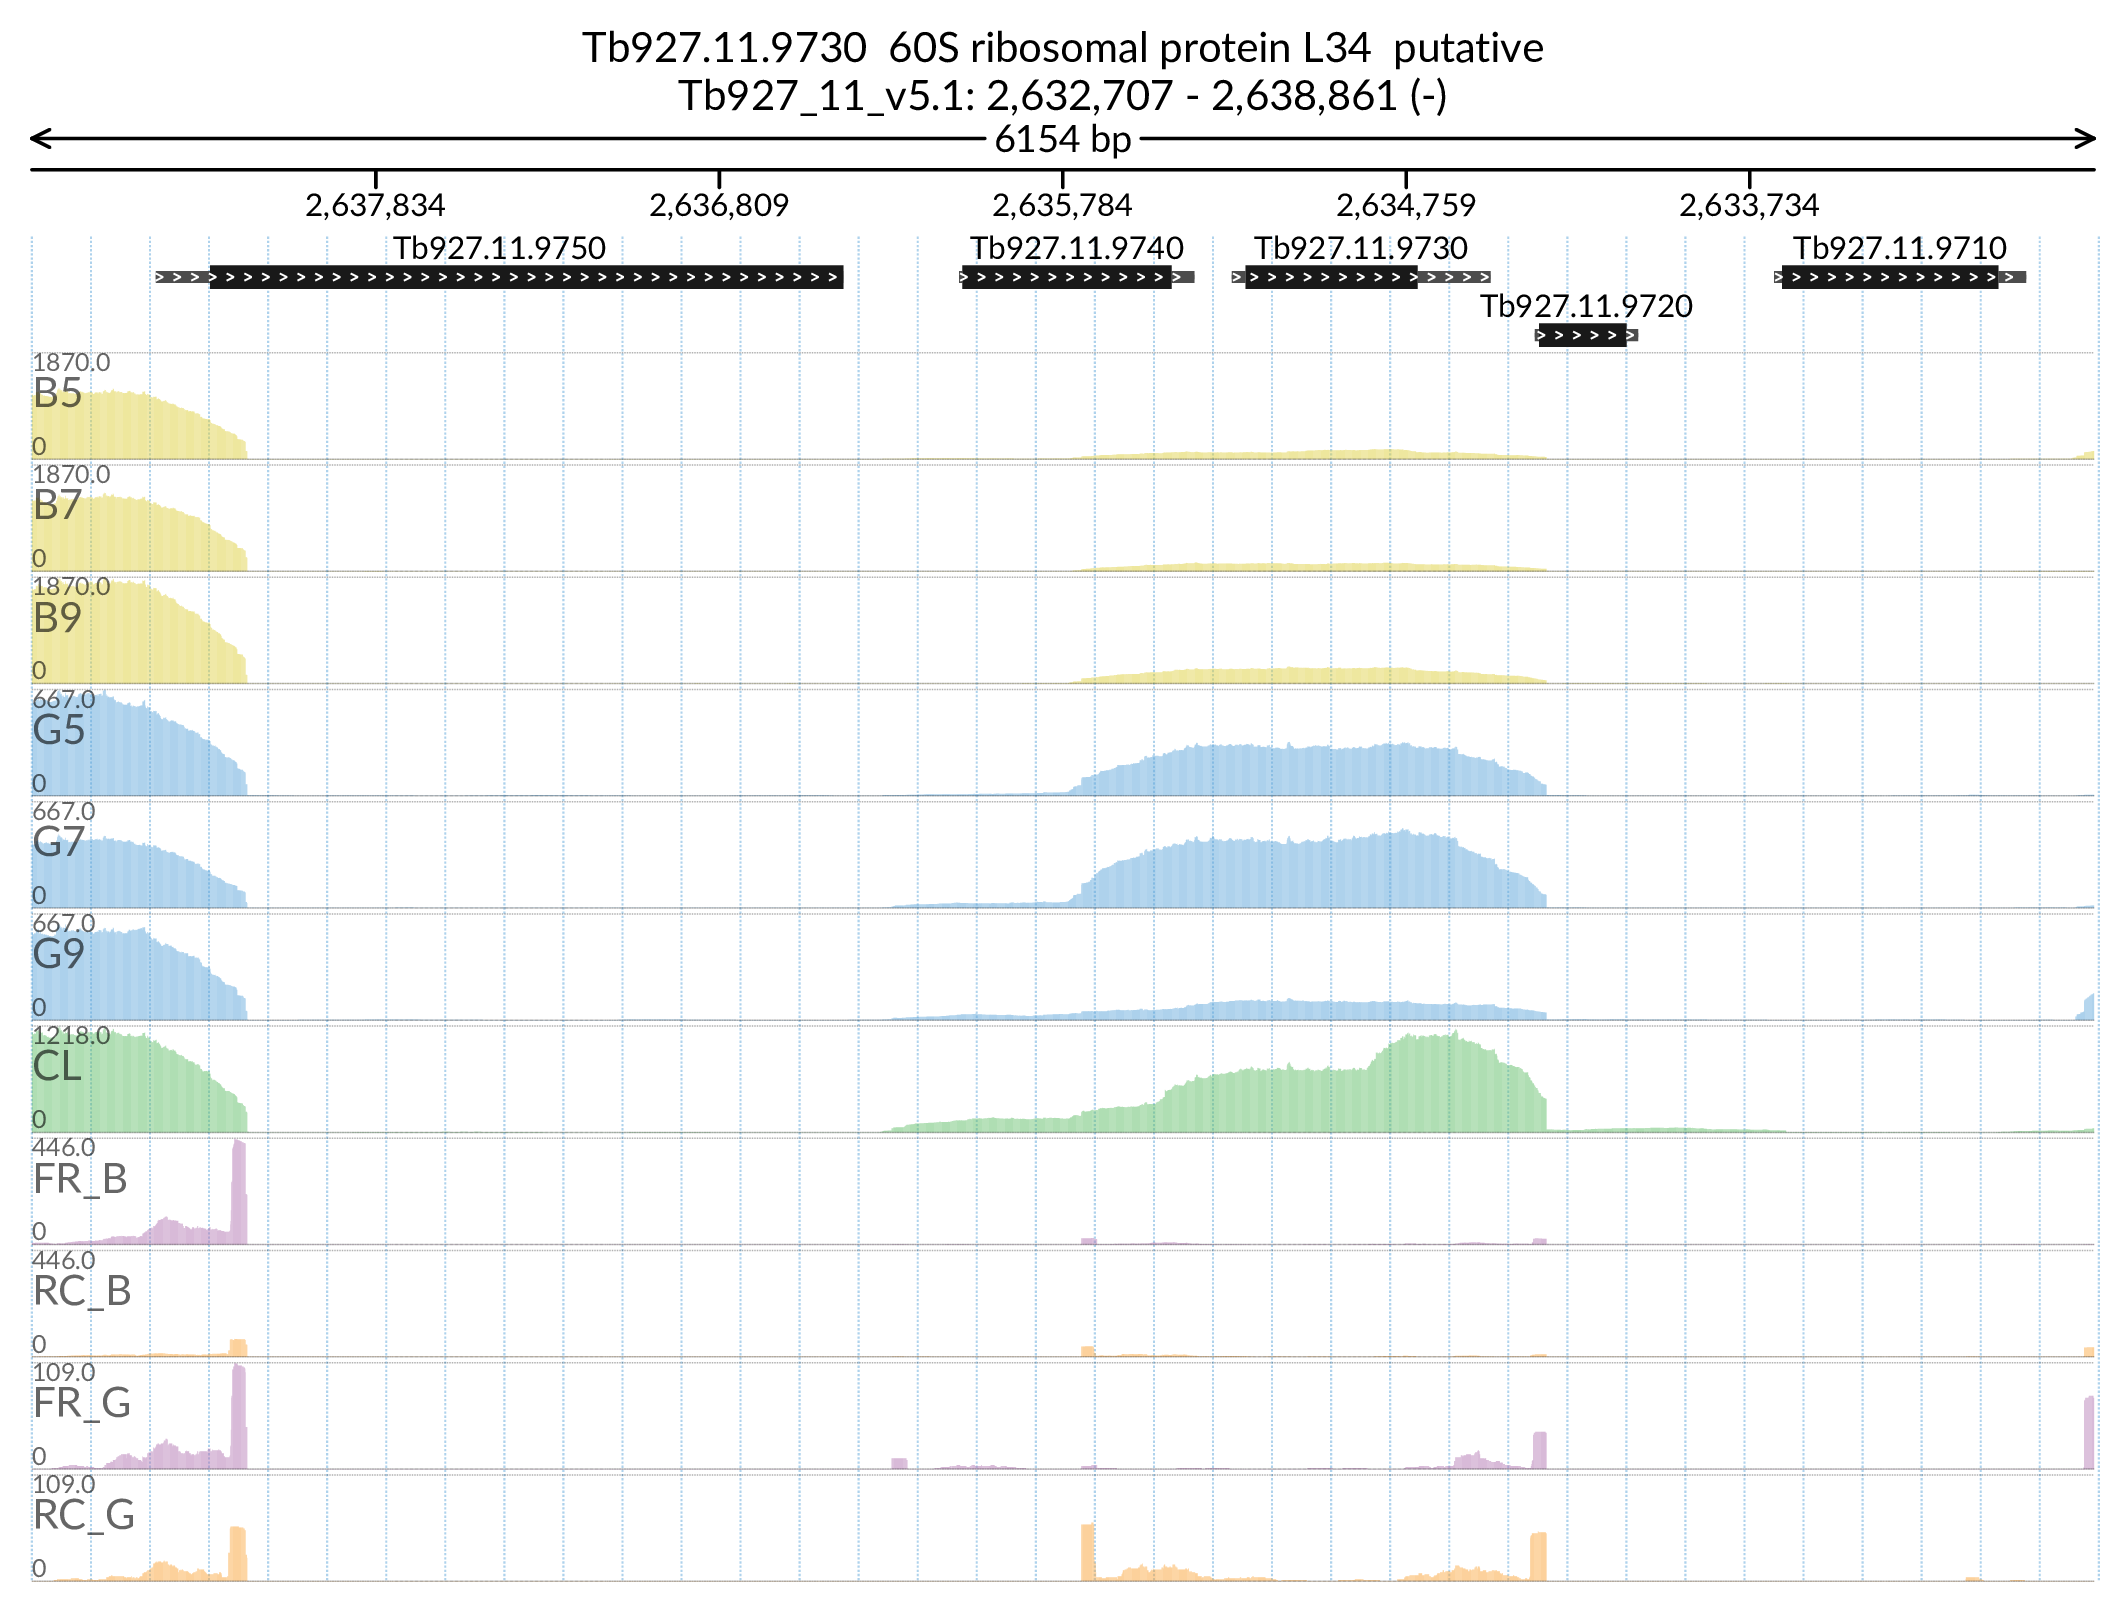 Tb927.11.9730  60S ribosomal protein L34  putative
Tb927_11_v5.1: 2,632,707 - 2,638,861 (-)
6154 bp
2,637,834 2,636,809 2,635,784 2,634,759 2,633,734
Tb927.11.9750 Tb927.11.9740 Tb927.11.9730 Tb927.11.9710
Tb927.11.9720
1870.0
B5
0
1870.0
B7
0
1870.0
B9
0
667.0
G5
0
667.0
G7
0
667.0
G9
0
1218.0
CL
0
446.0
FR_B
0
446.0
RC_B
0
109.0
FR_G
0
109.0
RC_G
0